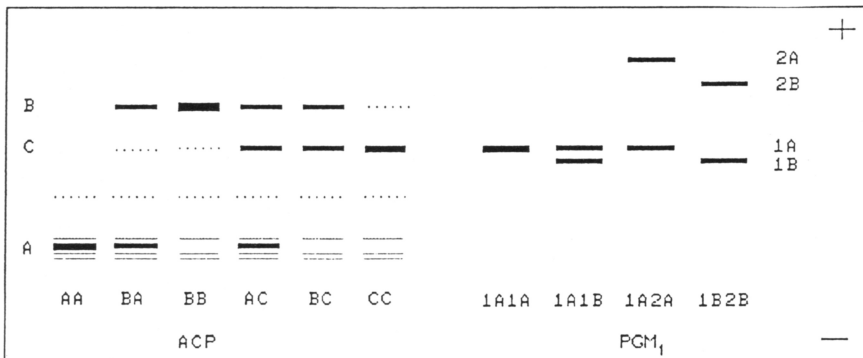 +
2A
2B
B
C
1A
1B
A
AA BA BB AC BC CC 1A1A 1A1B 1A2A 1B2B
ACP PGM₁ —